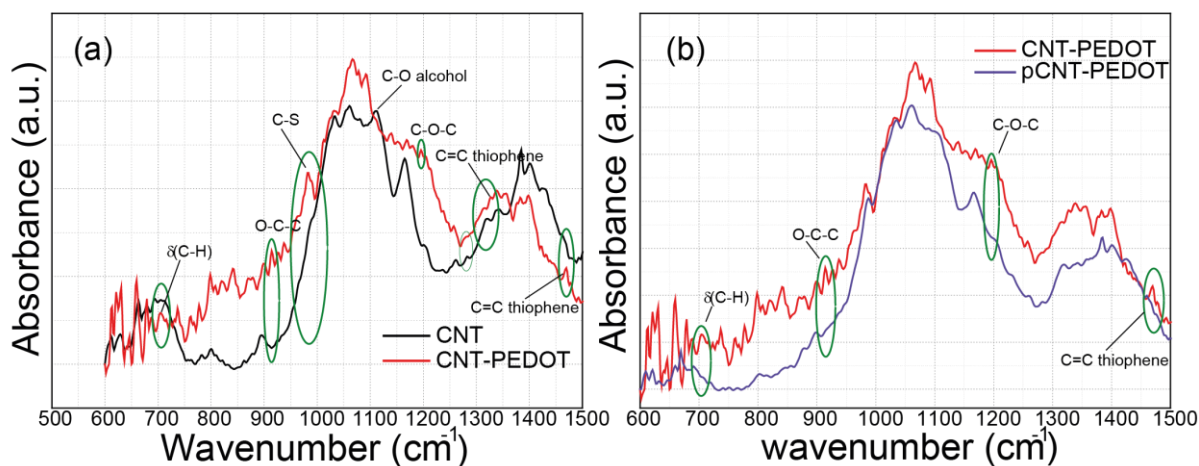 (a)
C-O alcohol
C-S
C-O-C
C=C thiophene
O-C-C
δ(C-H)
C=C thiophene
CNT
CNT-PEDOT
Absorbance (a.u.)
500 600 700 800 900 1000 1100 1200 1300 1400 1500
Wavenumber (cm-1)
(b)
CNT-PEDOT
pCNT-PEDOT
C-O-C
O-C-C
δ(C-H)
C=C thiophene
Absorbance (a.u.)
600 700 800 900 1000 1100 1200 1300 1400 1500
wavenumber (cm-1)